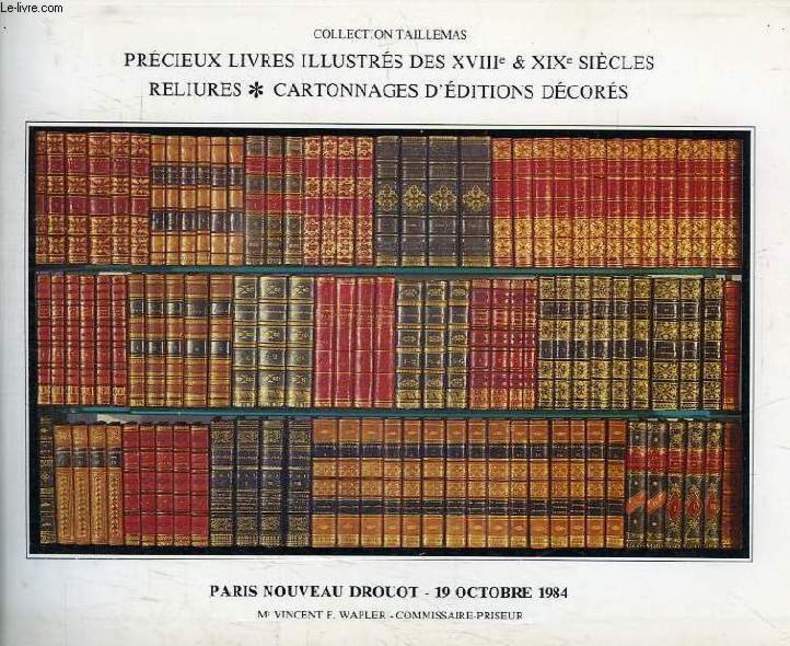 Le-livre.com
COLLECTION TAILLEMAS
PRÉCIEUX LIVRES ILLUSTRÉS DES XVIIIe & XIXe SIÈCLES
RELIURES * CARTONNAGES D'ÉDITIONS DÉCORÉS
PARIS NOUVEAU DROUOT - 19 OCTOBRE 1984
Me VINCENT F. WAPLER - COMMISSAIRE-PRISEUR